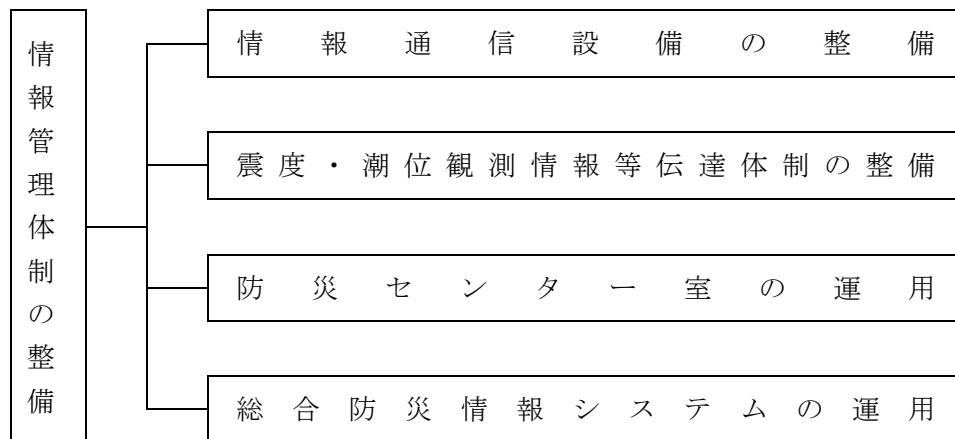 情報管理体制の整備
情報通信設備の整備
震度・潮位観測情報等伝達体制の整備
防災センター室の運用
総合防災情報システムの運用